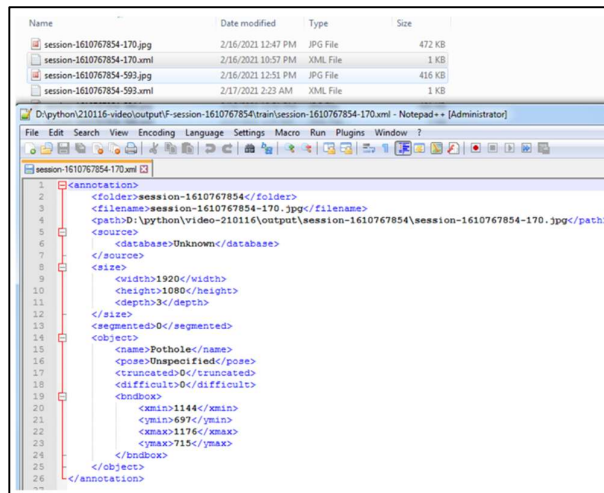 Name Date modified Type Size
session-1610767854-170.jpg 2/16/2021 12:47 PM JPG File 472 KB
session-1610767854-170.xml 2/16/2021 10:57 PM XML File 1 KB
session-1610767854-593.jpg 2/16/2021 12:51 PM JPG File 416 KB
session-1610767854-593.xml 2/17/2021 2:23 AM XML File 1 KB
D:\python\210116-video\output\F-session-1610767854\train\session-1610767854-170.xml - Notepad++ [Administrator]
File Edit Search View Encoding Language Settings Macro Run Plugins Window ?
session-1610767854-170.xml
1 <annotation>
2 <folder>session-1610767854</folder>
3 <filename>session-1610767854-170.jpg</filename>
4 <path>D:\python\video-210116\output\session-1610767854\session-1610767854-170.jpg</path
5 <source>
6 <database>Unknown</database>
7 </source>
8 <size>
9 <width>1920</width>
10 <height>1080</height>
11 <depth>3</depth>
12 </size>
13 <segmented>0</segmented>
14 <object>
15 <name>Pothole</name>
16 <pose>Unspecified</pose>
17 <truncated>0</truncated>
18 <difficult>0</difficult>
19 <bndbox>
20 <xmin>1144</xmin>
21 <ymin>697</ymin>
22 <xmax>1176</xmax>
23 <ymax>715</ymax>
24 </bndbox>
25 </object>
26 </annotation>